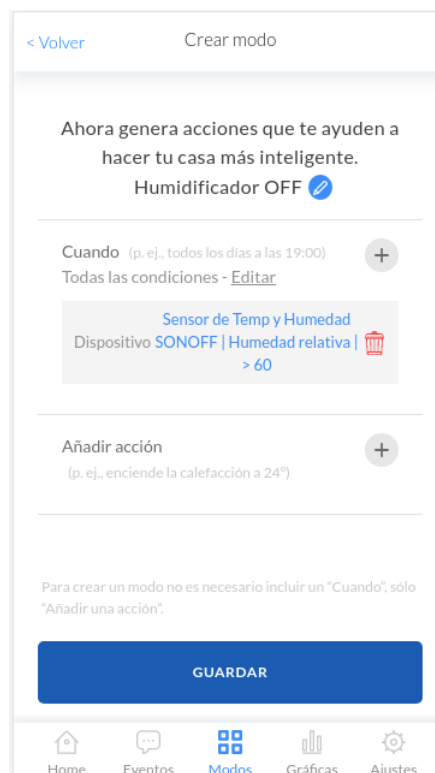 < Volver Crear modo
Ahora genera acciones que te ayuden a
hacer tu casa más inteligente.
Humidificador OFF
Cuando (p. ej., todos los días a las 19:00)
Todas las condiciones - Editar
Sensor de Temp y Humedad
Dispositivo SONOFF | Humedad relativa |
> 60
Añadir acción
(p. ej., enciende la calefacción a 24º)
Para crear un modo no es necesario incluir un “Cuando”, sólo
“Añadir una acción”.
GUARDAR
Home Eventos Modos Gráficas Ajustes